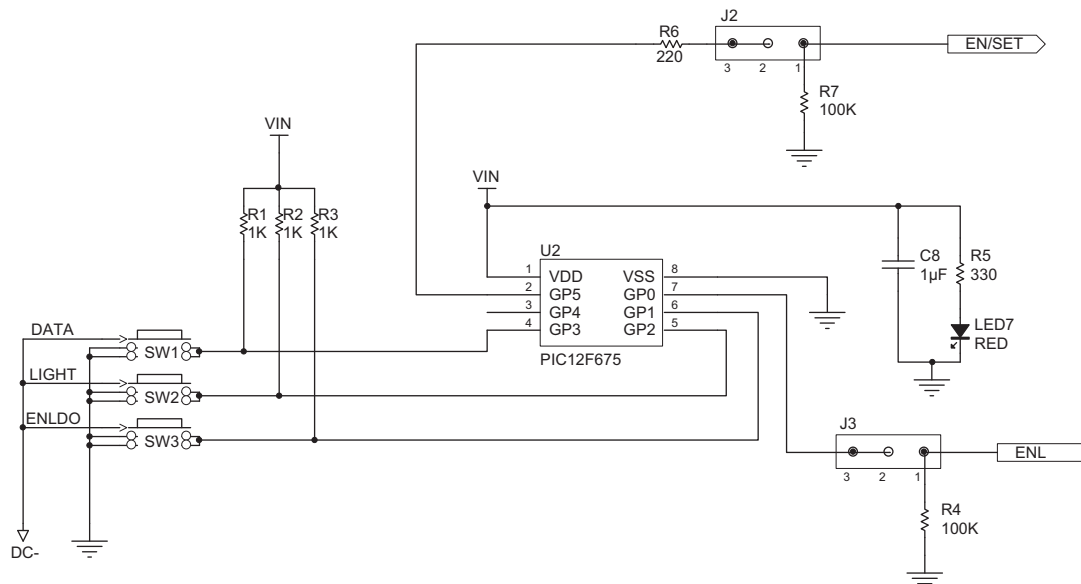 J2
R6
220
3 2 1
EN/SET
R7
100K
VIN
R1 R2 R3
1K 1K 1K
VIN
U2
1 VDD VSS 8
2 GP5 GP0 7
3 GP4 GP1 6
4 GP3 GP2 5
PIC12F675
C8
1µF
R5
330
LED7
RED
DATA
SW1
LIGHT
SW2
ENLDO
SW3
DC-
J3
3 2 1
ENL
R4
100K